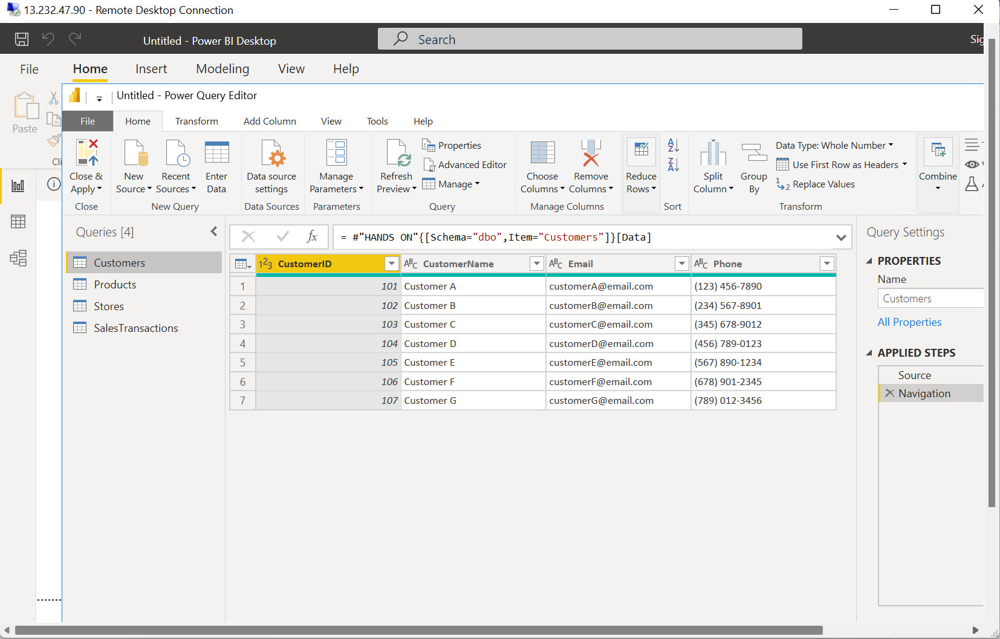 13.232.47.90 - Remote Desktop Connection
Untitled - Power BI Desktop
Search
File Home Insert Modeling View Help
Untitled - Power Query Editor
Paste
File Home Transform Add Column View Tools Help
Close & Apply
New Source
Recent Sources
Enter Data
Data source settings
Manage Parameters
Refresh Preview
Properties
Advanced Editor
Manage
Choose Columns
Remove Columns
Reduce Rows
Split Column
Group By
Data Type: Whole Number
Use First Row as Headers
Replace Values
Combine
Close New Query Data Sources Parameters Query Manage Columns Sort Transform
Queries [4]
Customers
Products
Stores
SalesTransactions
fx
= #"HANDS ON"{[Schema="dbo",Item="Customers"]}[Data]
123 CustomerID ABC CustomerName ABC Email ABC Phone
1 101 Customer A customerA@email.com (123) 456-7890
2 102 Customer B customerB@email.com (234) 567-8901
3 103 Customer C customerC@email.com (345) 678-9012
4 104 Customer D customerD@email.com (456) 789-0123
5 105 Customer E customerE@email.com (567) 890-1234
6 106 Customer F customerF@email.com (678) 901-2345
7 107 Customer G customerG@email.com (789) 012-3456
Query Settings
PROPERTIES
Name
Customers
All Properties
APPLIED STEPS
Source
Navigation